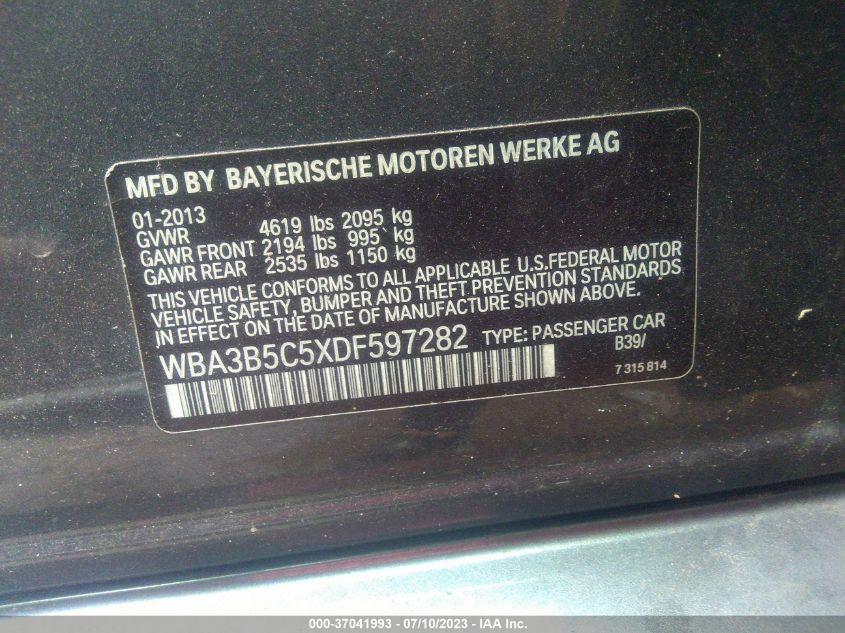 MFD BY BAYERISCHE MOTOREN WERKE AG
01-2013
GVWR 4619 lbs 2095 kg
GAWR FRONT 2194 lbs 995 kg
GAWR REAR 2535 lbs 1150 kg
THIS VEHICLE CONFORMS TO ALL APPLICABLE U.S.FEDERAL MOTOR
VEHICLE SAFETY, BUMPER AND THEFT PREVENTION STANDARDS
IN EFFECT ON THE DATE OF MANUFACTURE SHOWN ABOVE.
WBA3B5C5XDF597282 TYPE: PASSENGER CAR
B39/
7 315 814
000-37041993 - 07/10/2023 - IAA Inc.